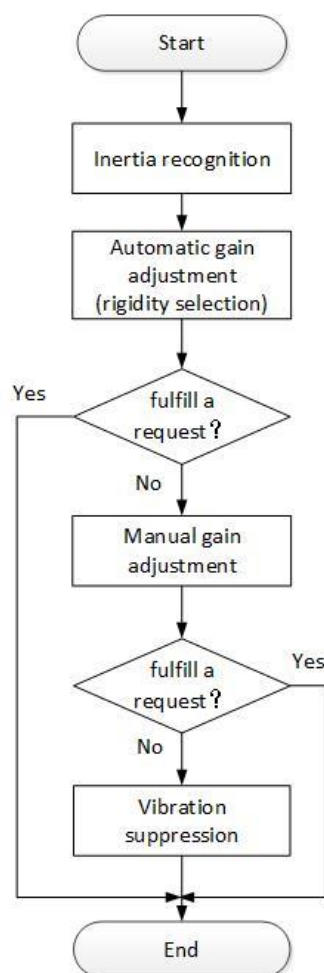 Start
Inertia recognition
Automatic gain
adjustment
(rigidity selection)
Yes
fulfill a
request？
No
Manual gain
adjustment
fulfill a
request？
Yes
No
Vibration
suppression
End